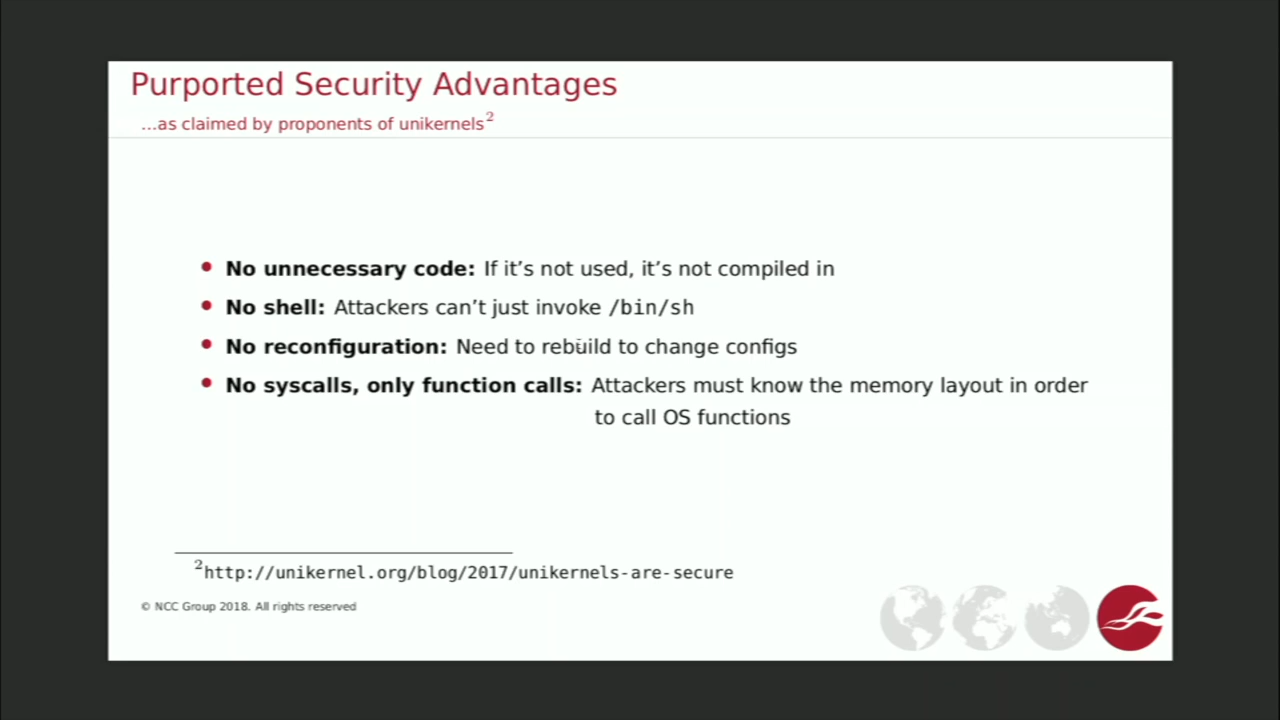 Purported Security Advantages
...as claimed by proponents of unikernels²
• No unnecessary code: If it’s not used, it’s not compiled in
• No shell: Attackers can’t just invoke /bin/sh
• No reconfiguration: Need to rebuild to change configs
• No syscalls, only function calls: Attackers must know the memory layout in order
to call OS functions
²http://unikernel.org/blog/2017/unikernels-are-secure
© NCC Group 2018. All rights reserved